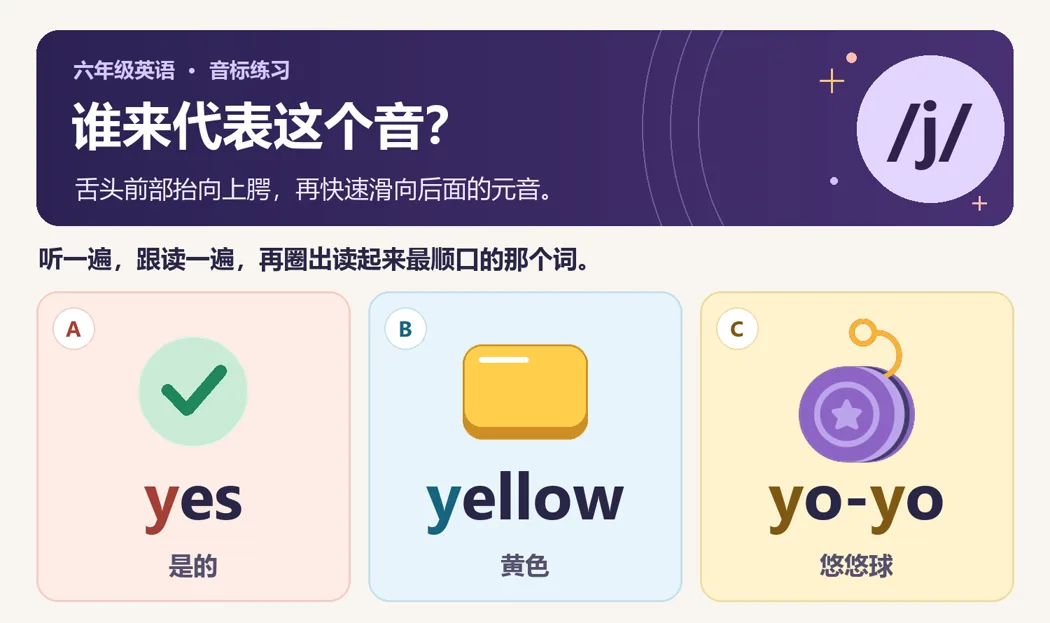 六年级英语 • 音标练习
谁来代表这个音？
舌头前部抬向上腭，再快速滑向后面的元音。
/j/
听一遍，跟读一遍，再圈出读起来最顺口的那个词。
A
yes
是的
B
yellow
黄色
C
yo-yo
悠悠球